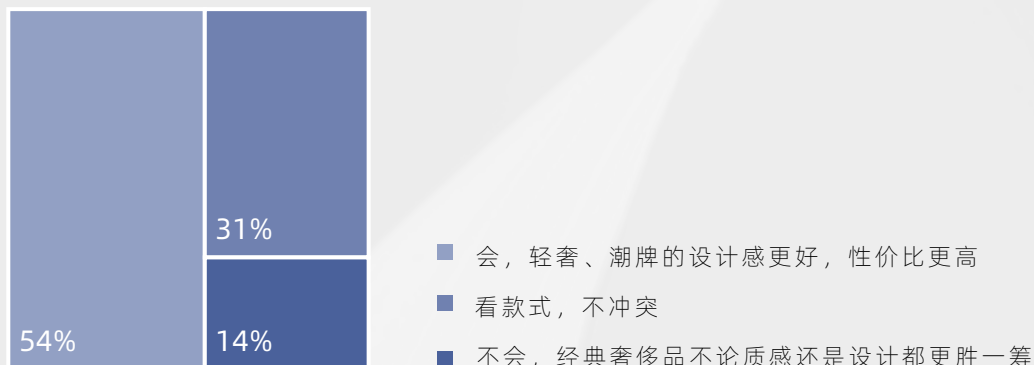 31%
54%
14%
会，轻奢、潮牌的设计感更好，性价比更高
看款式，不冲突
不会，经典奢侈品不论质感还是设计都更胜一筹